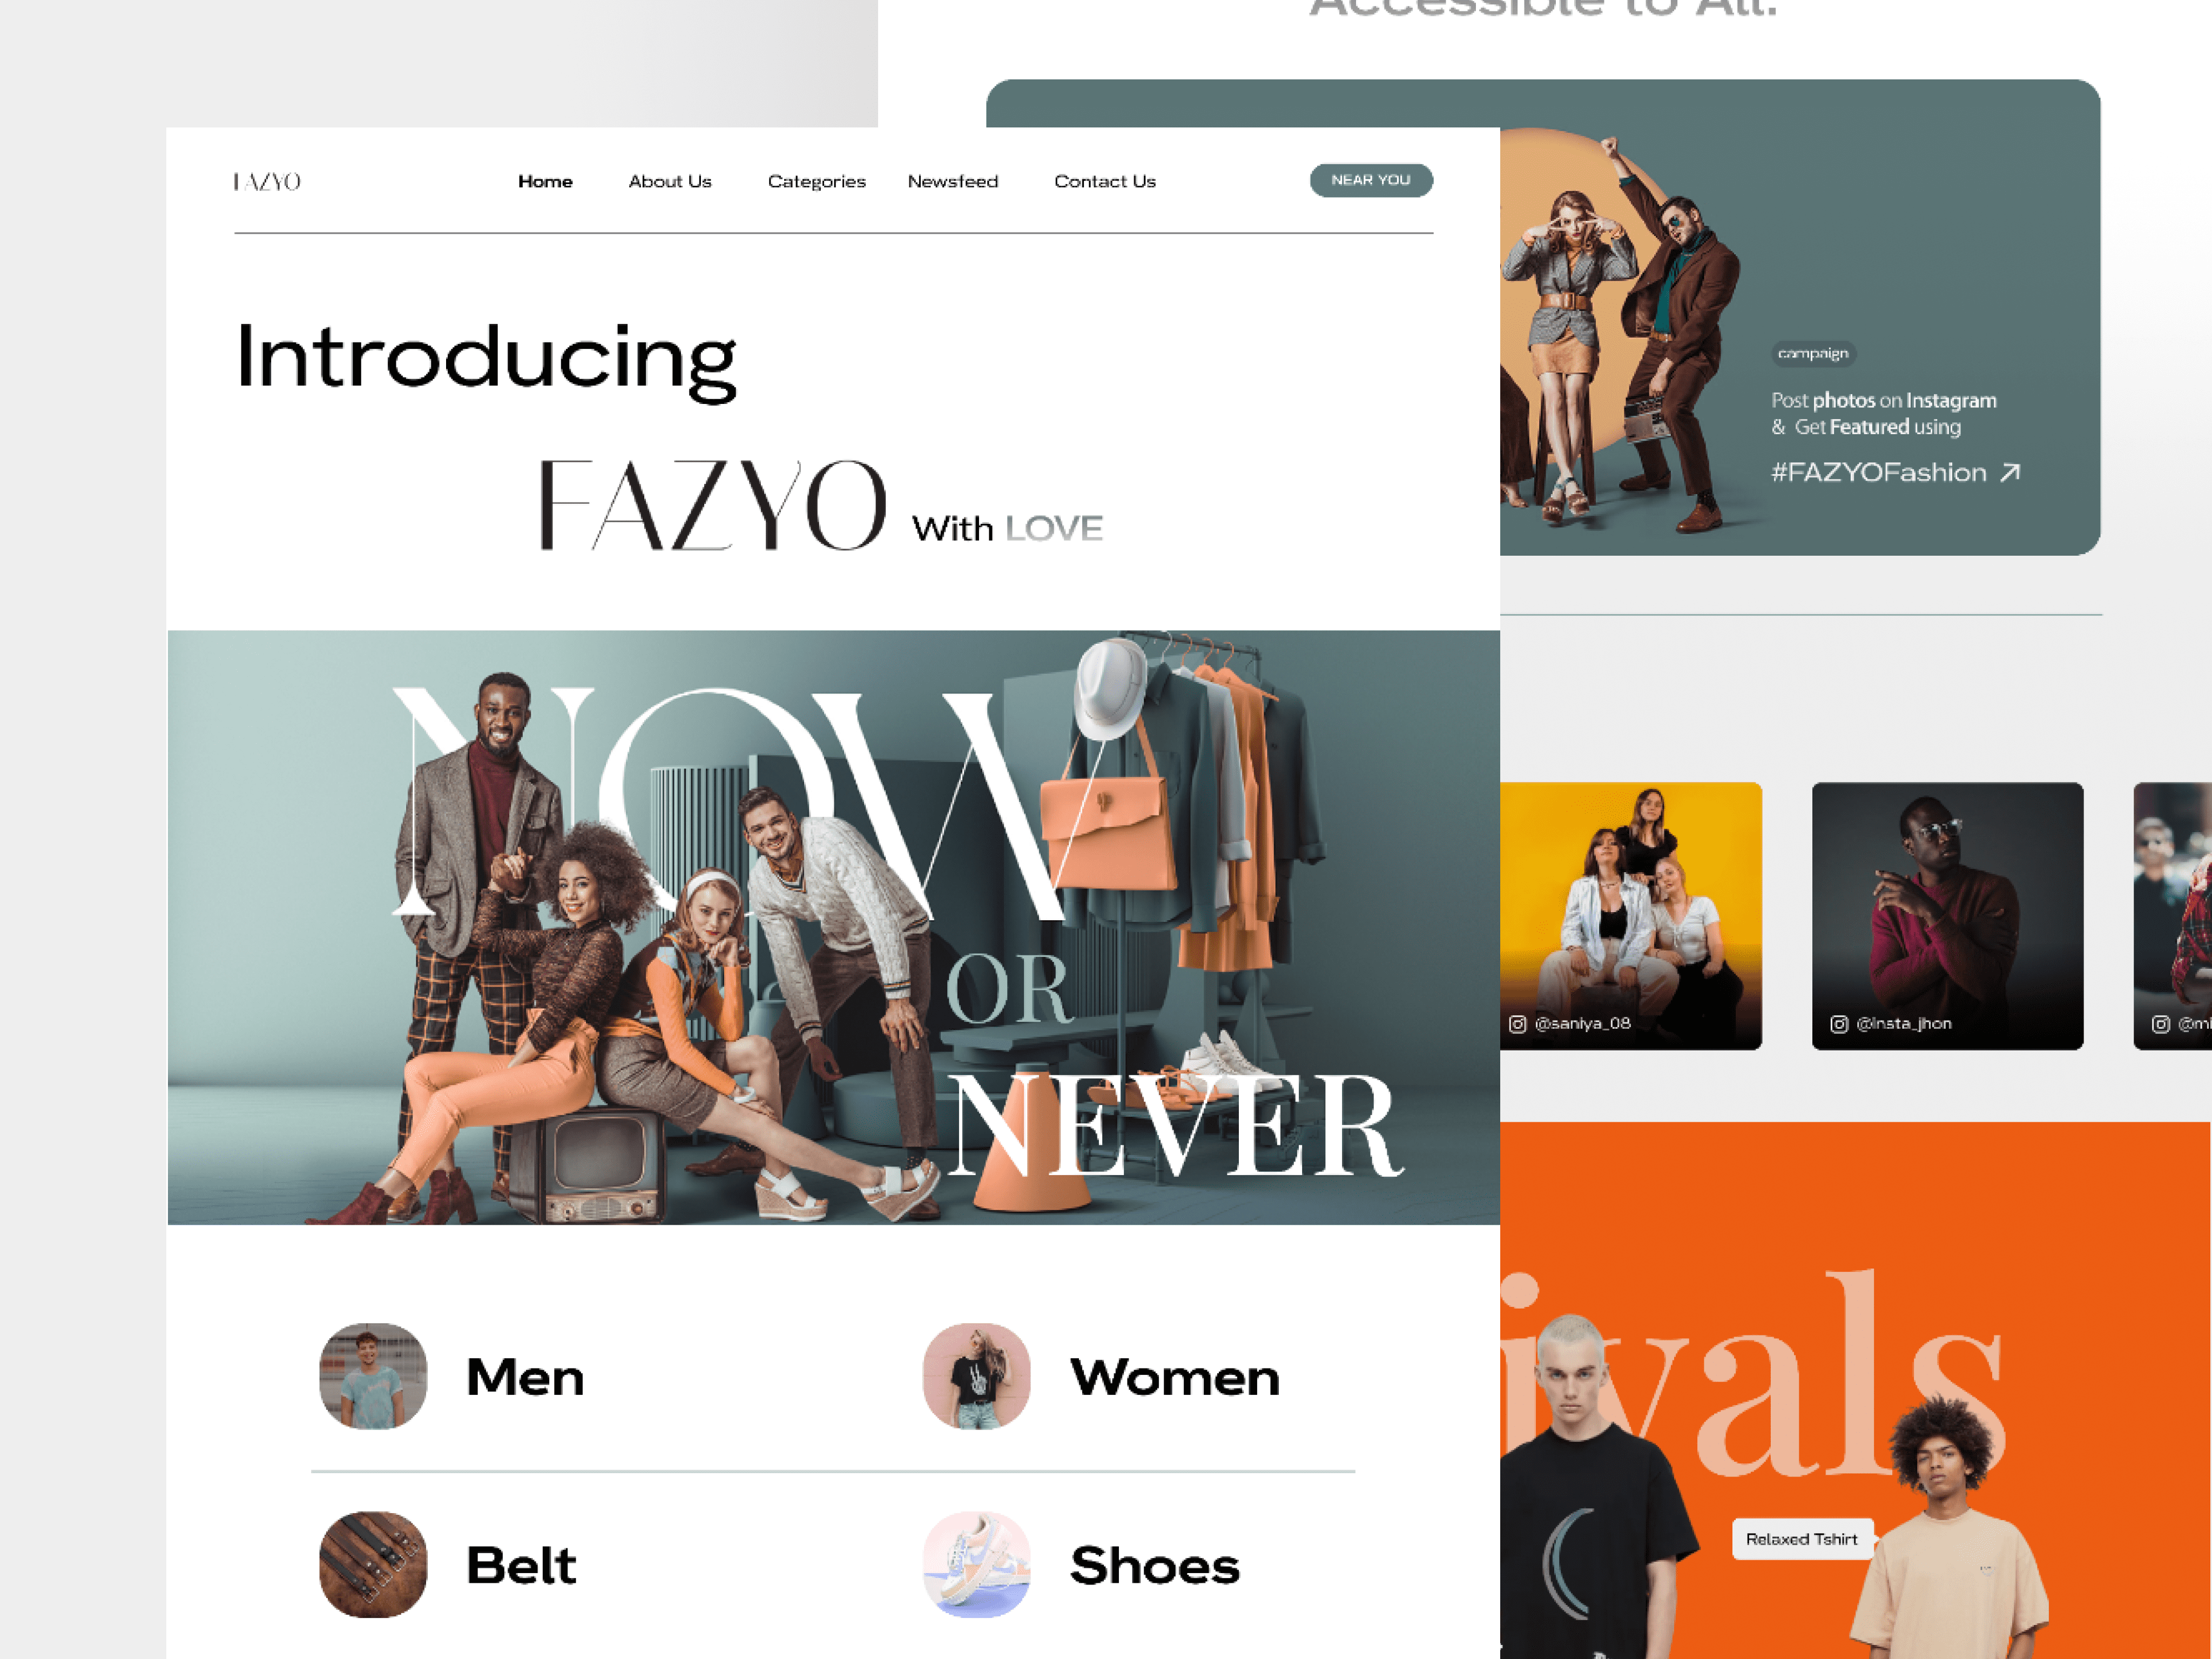 Accessible to All.
FAZYO
Home
About Us
Categories
Newsfeed
Contact Us
NEAR YOU
Introducing
FAZYO With LOVE
NOW
OR
NEVER
Men
Women
Belt
Shoes
campaign
Post photos on Instagram
& Get Featured using
#FAZYOFashion
@saniya_08
@insta_jhon
ivals
Relaxed Tshirt